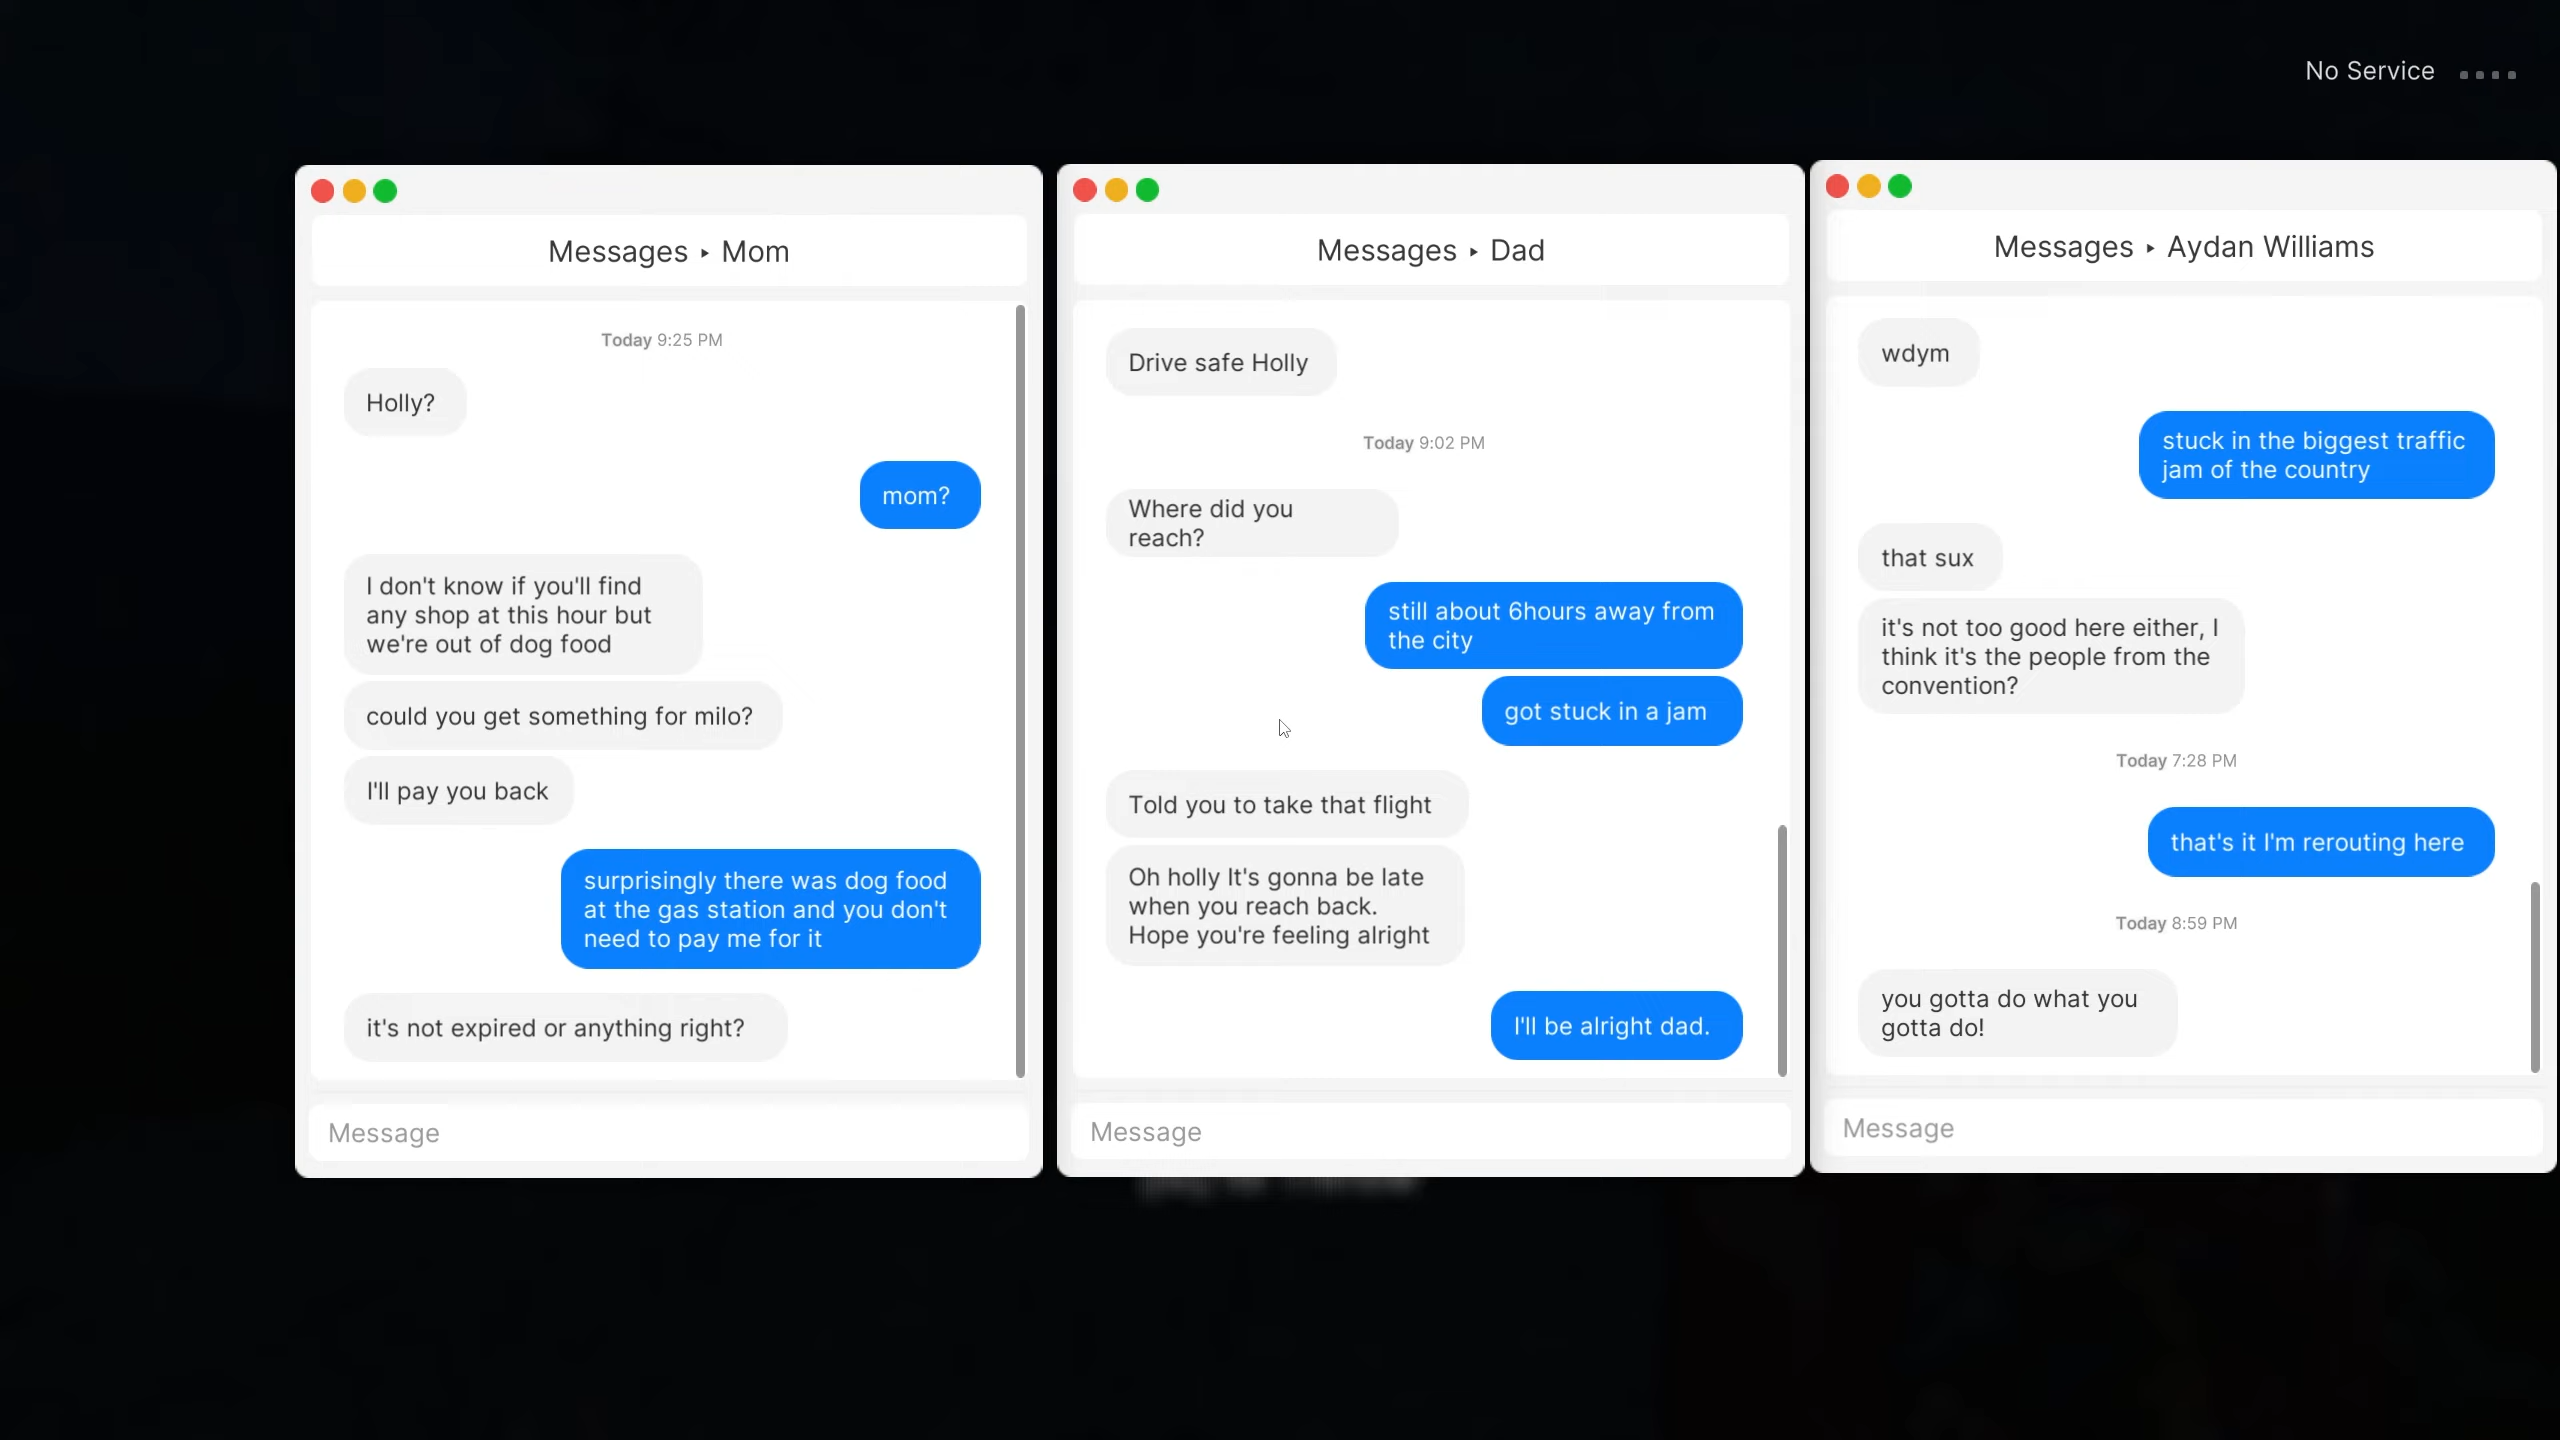 No Service
Messages ‣ Mom
Today 9:25 PM
Holly?
mom?
I don't know if you'll find
any shop at this hour but
we're out of dog food
could you get something for milo?
I'll pay you back
surprisingly there was dog food
at the gas station and you don't
need to pay me for it
it's not expired or anything right?
Message
Messages ‣ Dad
Drive safe Holly
Today 9:02 PM
Where did you
reach?
still about 6hours away from
the city
got stuck in a jam
Told you to take that flight
Oh holly It's gonna be late
when you reach back.
Hope you're feeling alright
I'll be alright dad.
Message
Messages ‣ Aydan Williams
wdym
stuck in the biggest traffic
jam of the country
that sux
it's not too good here either, I
think it's the people from the
convention?
Today 7:28 PM
that's it I'm rerouting here
Today 8:59 PM
you gotta do what you
gotta do!
Message